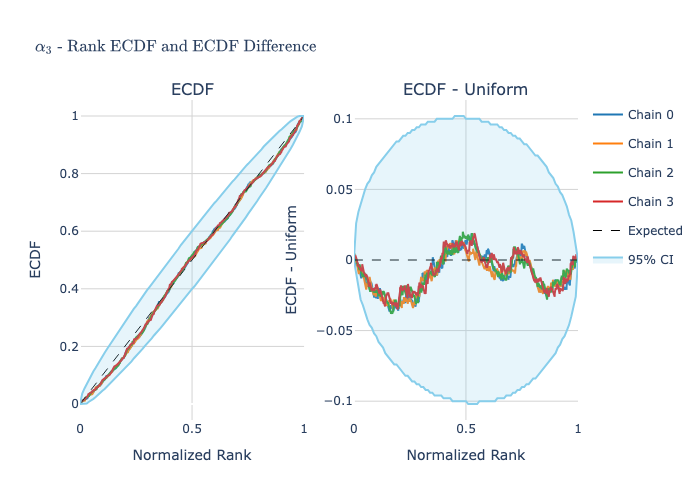 α₃ - Rank ECDF and ECDF Difference
ECDF
ECDF - Uniform
ECDF
1
0.8
0.6
0.4
0.2
0
0
0.5
1
Normalized Rank
ECDF - Uniform
0.1
0.05
0
−0.05
−0.1
0
0.5
1
Normalized Rank
Chain 0
Chain 1
Chain 2
Chain 3
Expected
95% CI